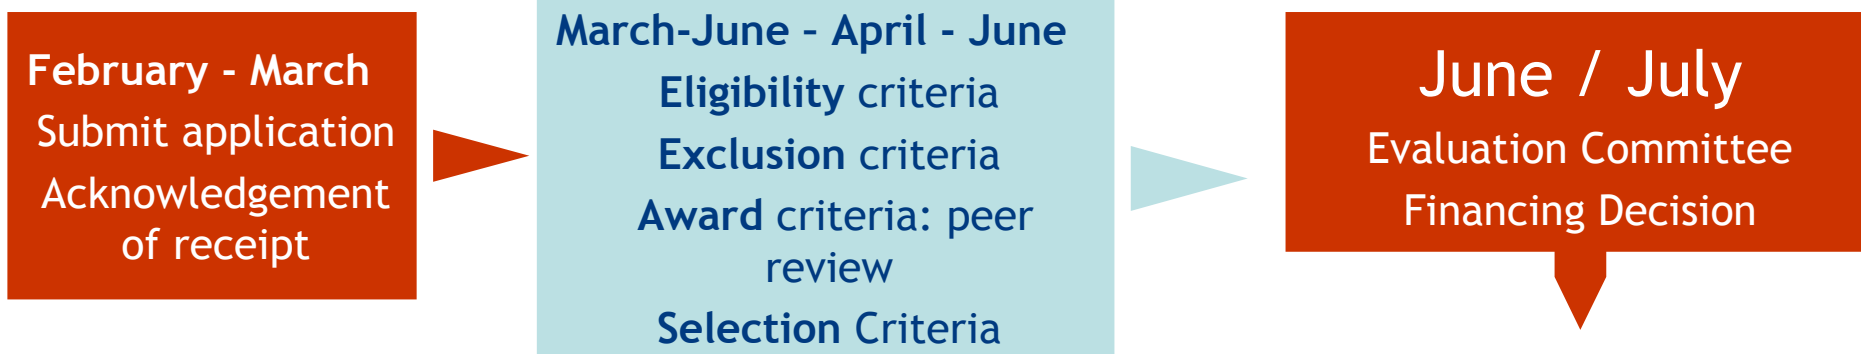 February - March
Submit application
Acknowledgement
of receipt
March-June – April - June
Eligibility criteria
Exclusion criteria
Award criteria: peer
review
Selection Criteria
June / July
Evaluation Committee
Financing Decision